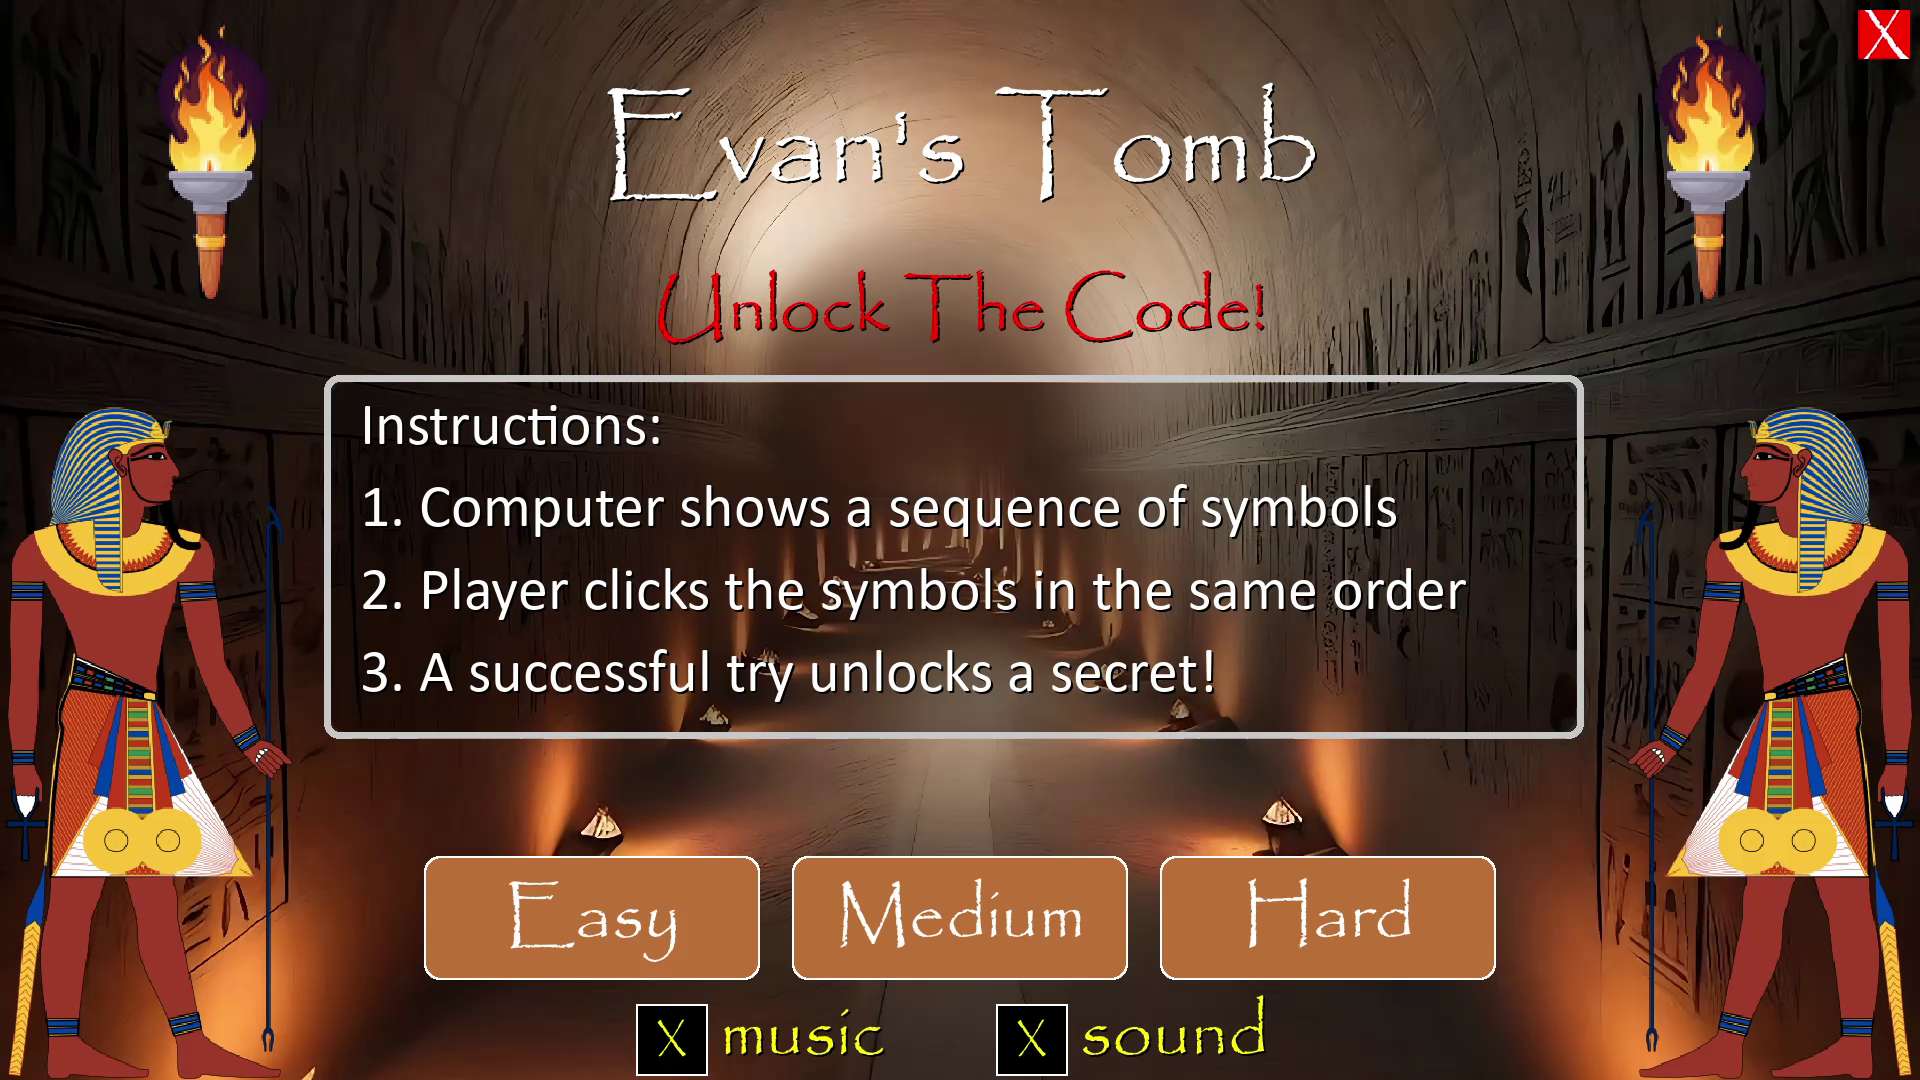 X
Evan's Tomb
Unlock The Code!
Instructions:
1. Computer shows a sequence of symbols
2. Player clicks the symbols in the same order
3. A successful try unlocks a secret!
Easy Medium Hard
X music X sound